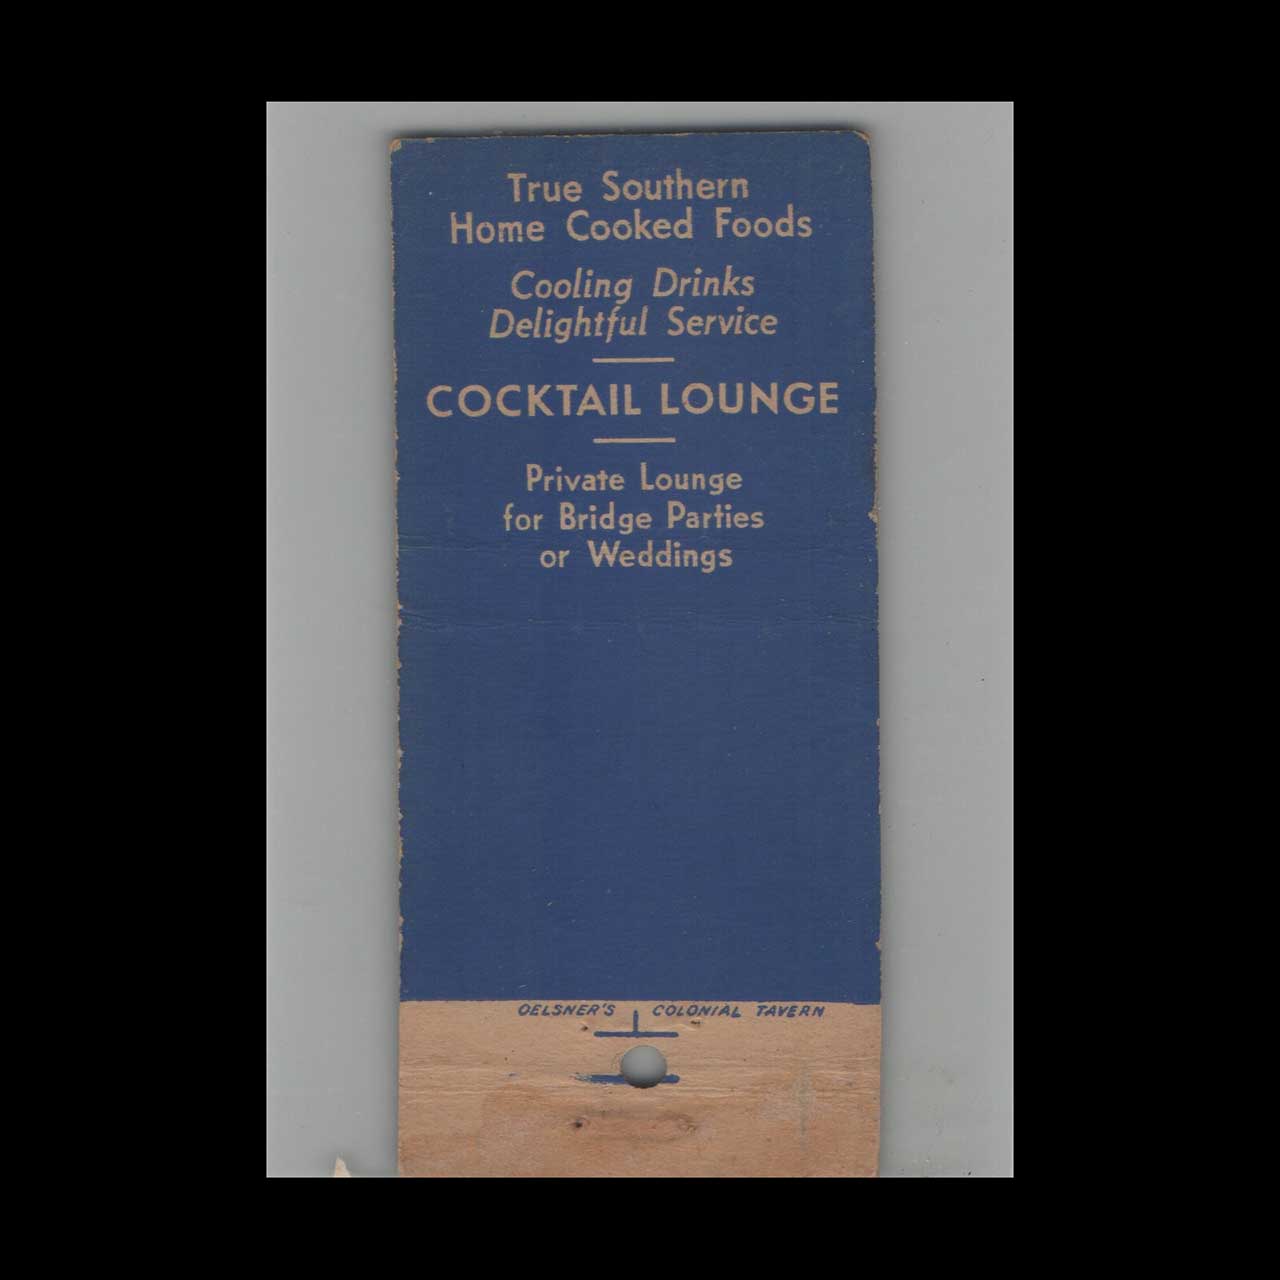 True Southern
Home Cooked Foods
Cooling Drinks
Delightful Service
COCKTAIL LOUNGE
Private Lounge
for Bridge Parties
or Weddings
OELSNER'S COLONIAL TAVERN